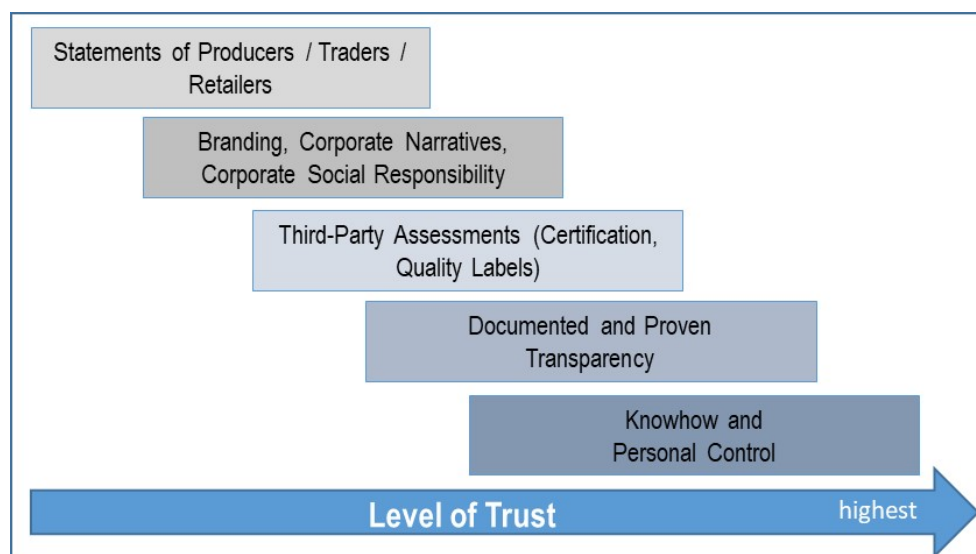 Statements of Producers / Traders /
Retailers
Branding, Corporate Narratives,
Corporate Social Responsibility
Third-Party Assessments (Certification,
Quality Labels)
Documented and Proven
Transparency
Knowhow and
Personal Control
Level of Trust
highest